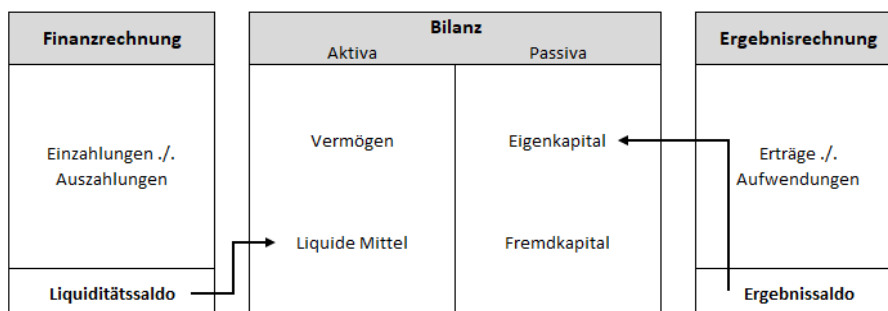 Finanzrechnung
Einzahlungen ./.
Auszahlungen
Liquiditätssaldo
Bilanz
Aktiva
Passiva
Vermögen
Eigenkapital
Liquide Mittel
Fremdkapital
Ergebnisrechnung
Erträge ./.
Aufwendungen
Ergebnissaldo